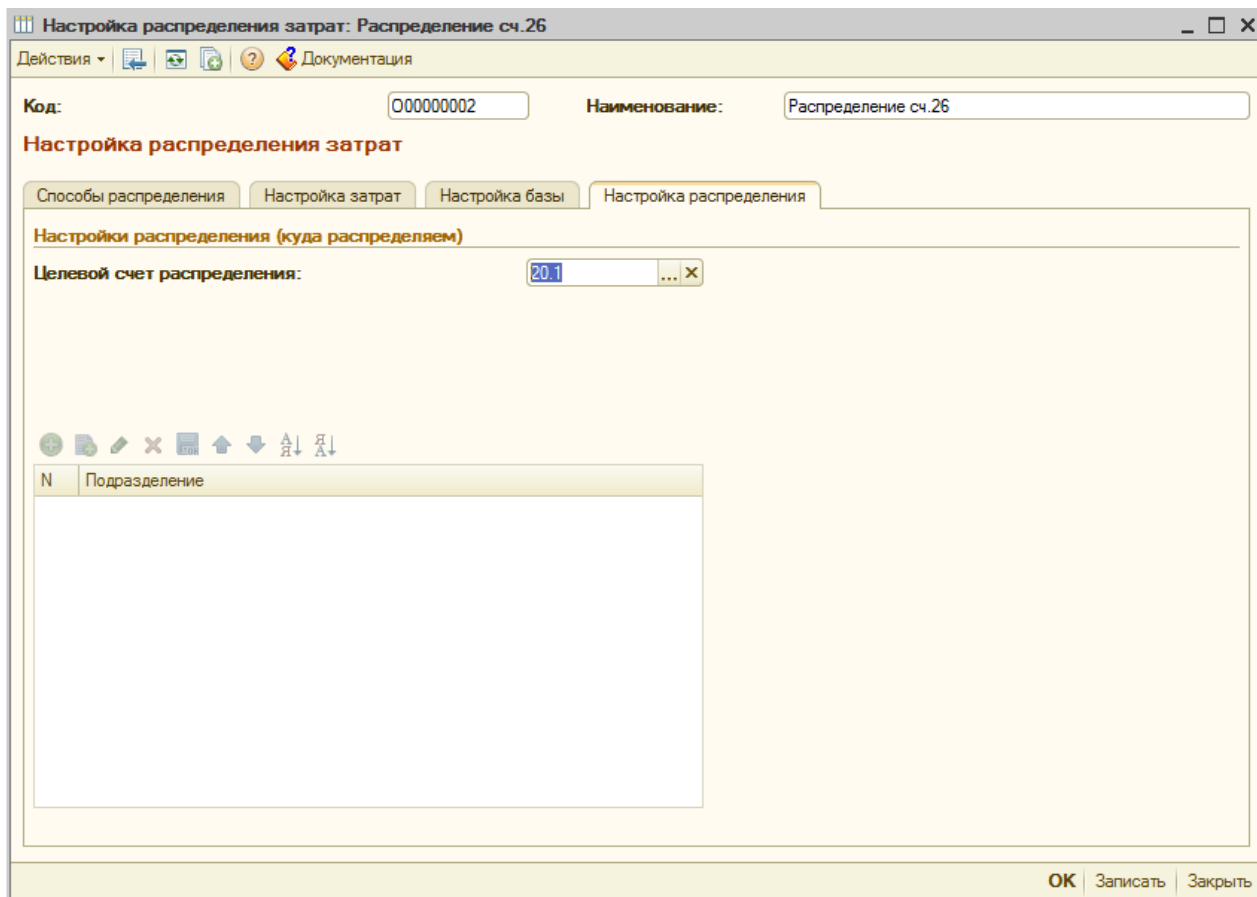 Настройка распределения затрат: Распределение сч.26
Действия Документация
Код: О00000002 Наименование: Распределение сч.26
Настройка распределения затрат
Способы распределения Настройка затрат Настройка базы Настройка распределения
Настройки распределения (куда распределяем)
Целевой счет распределения: 20.1 ...
N Подразделение
OK Записать Закрыть